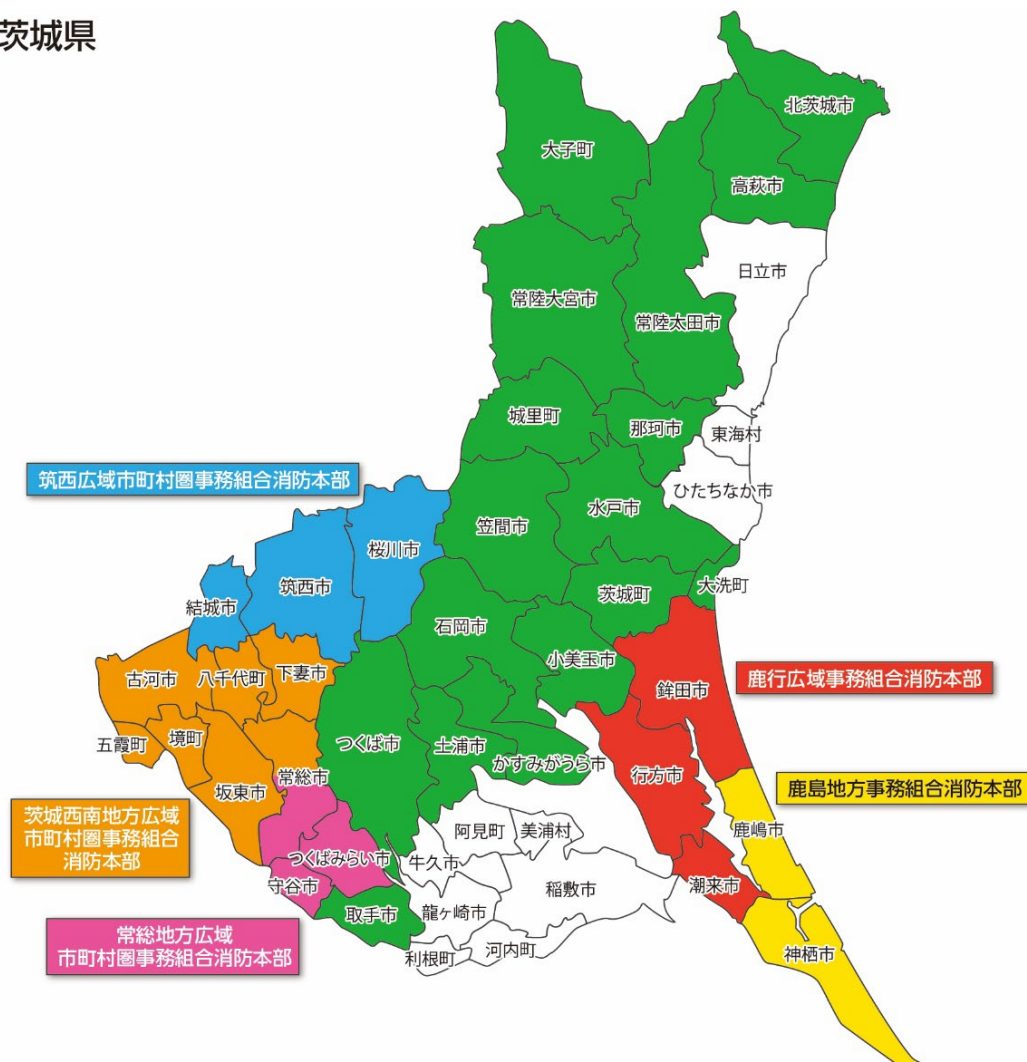 茨城県
北茨城市
大子町
高萩市
日立市
常陸大宮市
常陸太田市
城里町
那珂市
東海村
筑西広域市町村圏事務組合消防本部
ひたちなか市
水戸市
笠間市
桜川市
筑西市
大洗町
茨城町
結城市
石岡市
小美玉市
古河市
八千代町
下妻市
鉾田市
鹿行広域事務組合消防本部
五霞町
境町
つくば市
土浦市
かすみがうら市
行方市
常総市
坂東市
鹿島地方事務組合消防本部
茨城西南地方広域
市町村圏事務組合
消防本部
阿見町
美浦村
鹿嶋市
つくばみらい市
牛久市
守谷市
稲敷市
潮来市
取手市
龍ヶ崎市
常総地方広域
市町村圏事務組合消防本部
利根町
河内町
神栖市